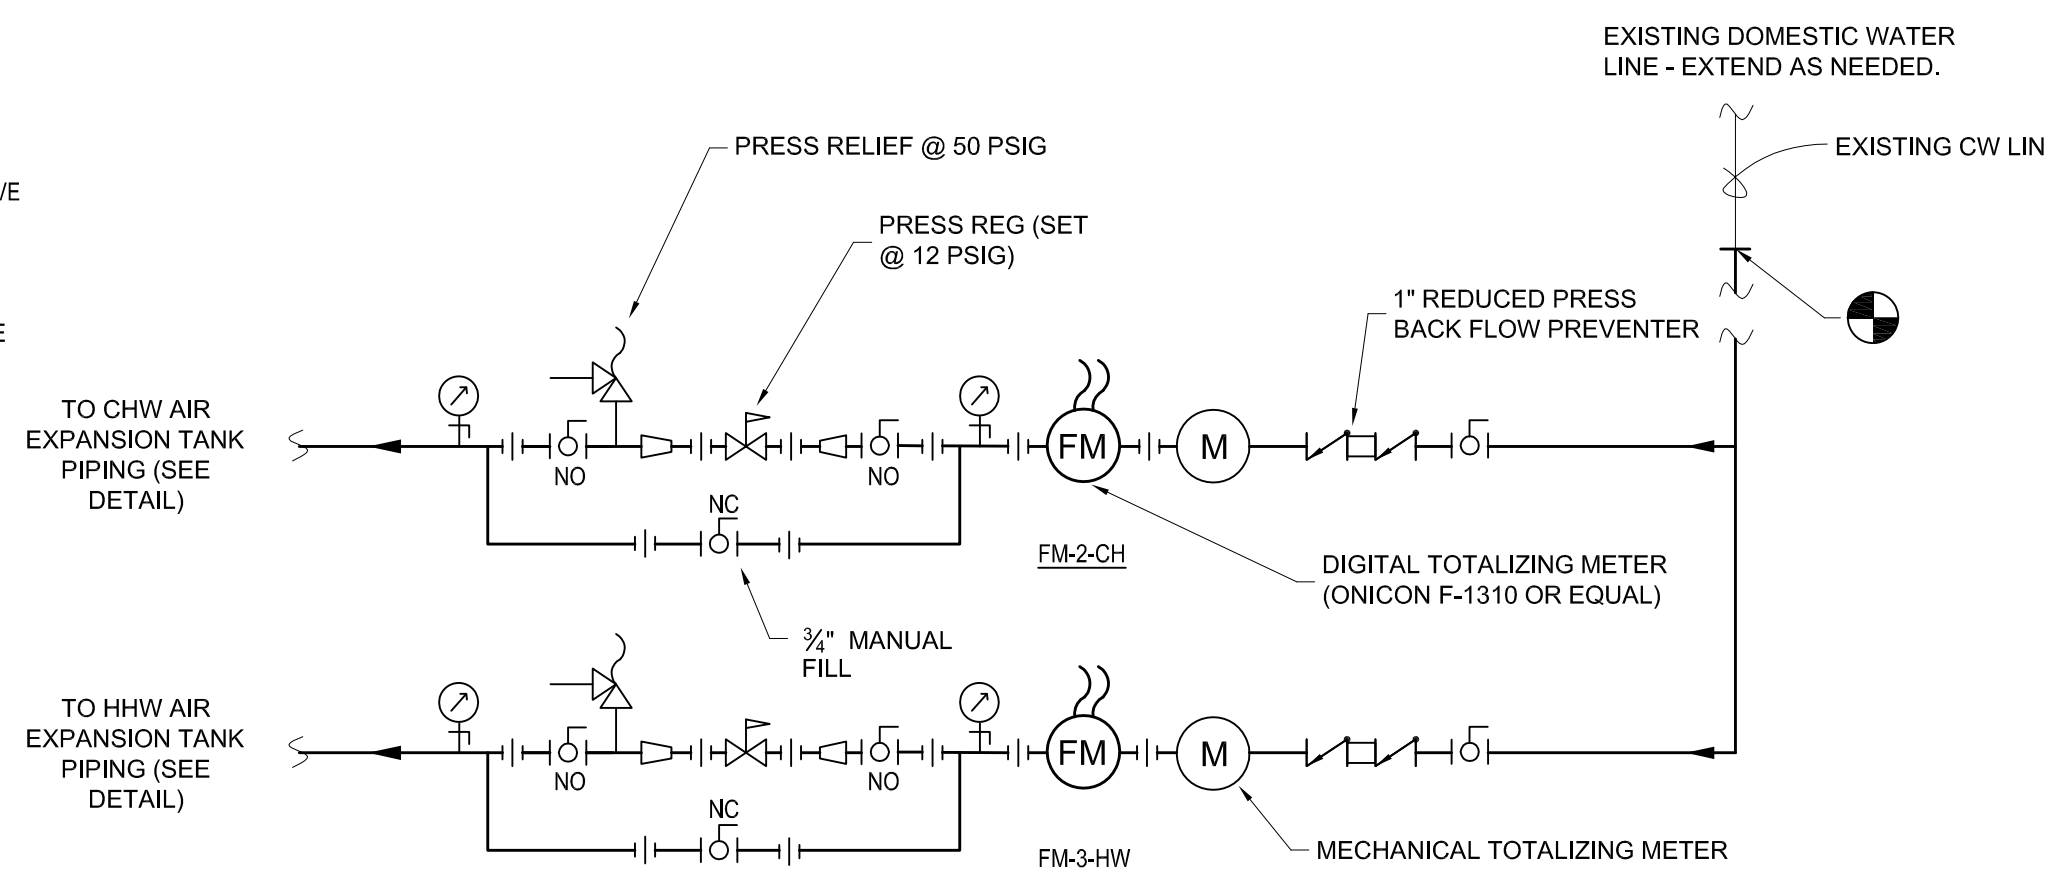 EXISTING DOMESTIC WATER
LINE - EXTEND AS NEEDED.
EXISTING CW LIN
PRESS RELIEF @ 50 PSIG
VE
PRESS REG (SET
@ 12 PSIG)
1" REDUCED PRESS
BACK FLOW PREVENTER
E
TO CHW AIR
EXPANSION TANK
PIPING (SEE
DETAIL)
NO
NO
FM
M
NC
FM-2-CH
DIGITAL TOTALIZING METER
(ONICON F-1310 OR EQUAL)
¾" MANUAL
FILL
TO HHW AIR
EXPANSION TANK
PIPING (SEE
DETAIL)
NO
NO
FM
M
NC
FM-3-HW
MECHANICAL TOTALIZING METER